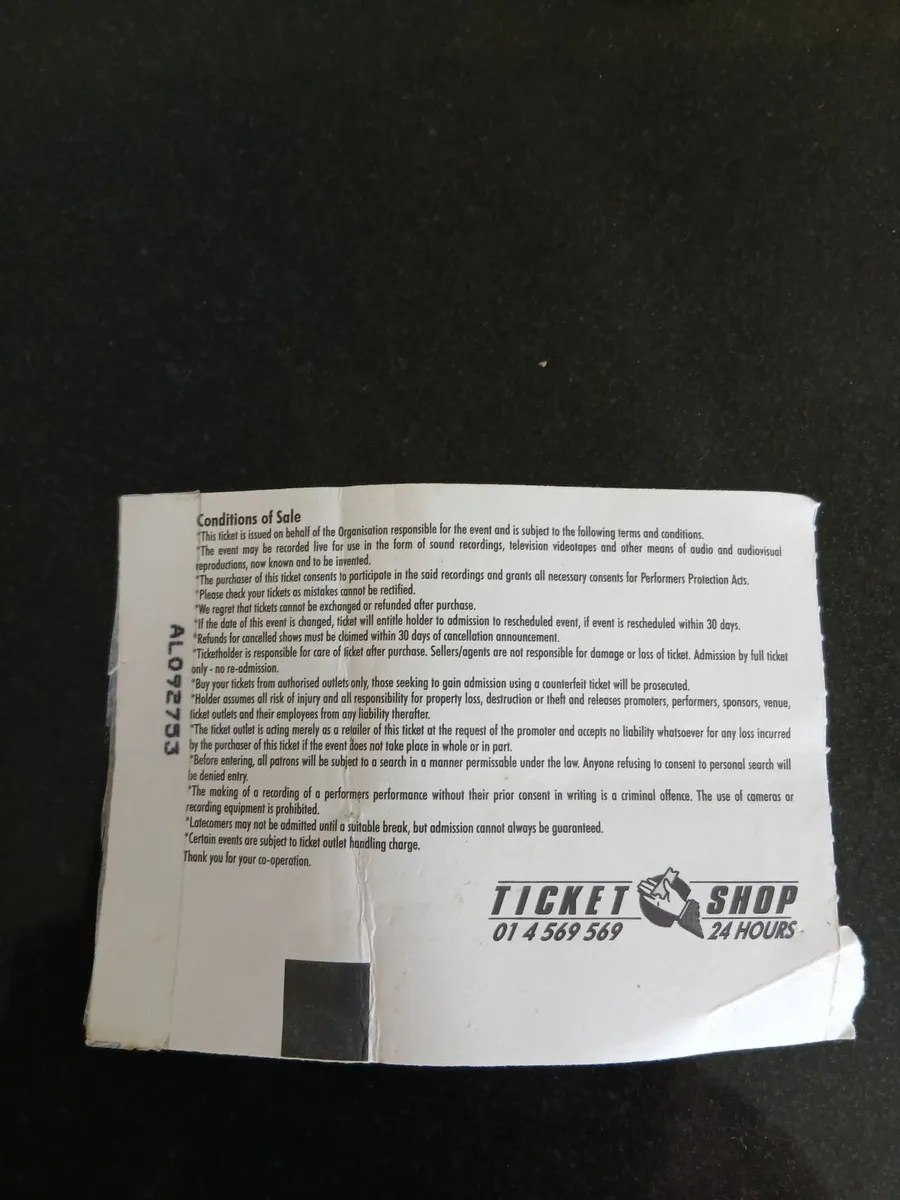 Conditions of Sale
*This ticket is issued on behalf of the Organisation responsible for the event and is subject to the following terms and conditions.
*The event may be recorded live for use in the form of sound recordings, television videotapes and other means of audio and audiovisual
reproductions, now known and to be invented.
*The purchaser of this ticket consents to participate in the said recordings and grants all necessary consents for Performers Protection Acts.
*Please check your tickets as mistakes cannot be rectified.
*We regret that tickets cannot be exchanged or refunded after purchase.
*If the date of this event is changed, ticket will entitle holder to admission to rescheduled event, if event is rescheduled within 30 days.
*Refunds for cancelled shows must be claimed within 30 days of cancellation announcement.
*Ticketholder is responsible for care of ticket after purchase. Sellers/agents are not responsible for damage or loss of ticket. Admission by full ticket
only - no re-admission.
*Buy your tickets from authorised outlets only, those seeking to gain admission using a counterfeit ticket will be prosecuted.
*Holder assumes all risk of injury and all responsibility for property loss, destruction or theft and releases promoters, performers, sponsors, venue,
ticket outlets and their employees from any liability therafter.
*The ticket outlet is acting merely as a retailer of this ticket at the request of the promoter and accepts no liability whatsoever for any loss incurred
by the purchaser of this ticket if the event does not take place in whole or in part.
*Before entering, all patrons will be subject to a search in a manner permissable under the law. Anyone refusing to consent to personal search will
be denied entry.
*The making of a recording of a performers performance without their prior consent in writing is a criminal offence. The use of cameras or
recording equipment is prohibited.
*Latecomers may not be admitted until a suitable break, but admission cannot always be guaranteed.
*Certain events are subject to ticket outlet handling charge.
Thank you for your co-operation.
AL092753
TICKET SHOP
01 4 569 569 24 HOURS